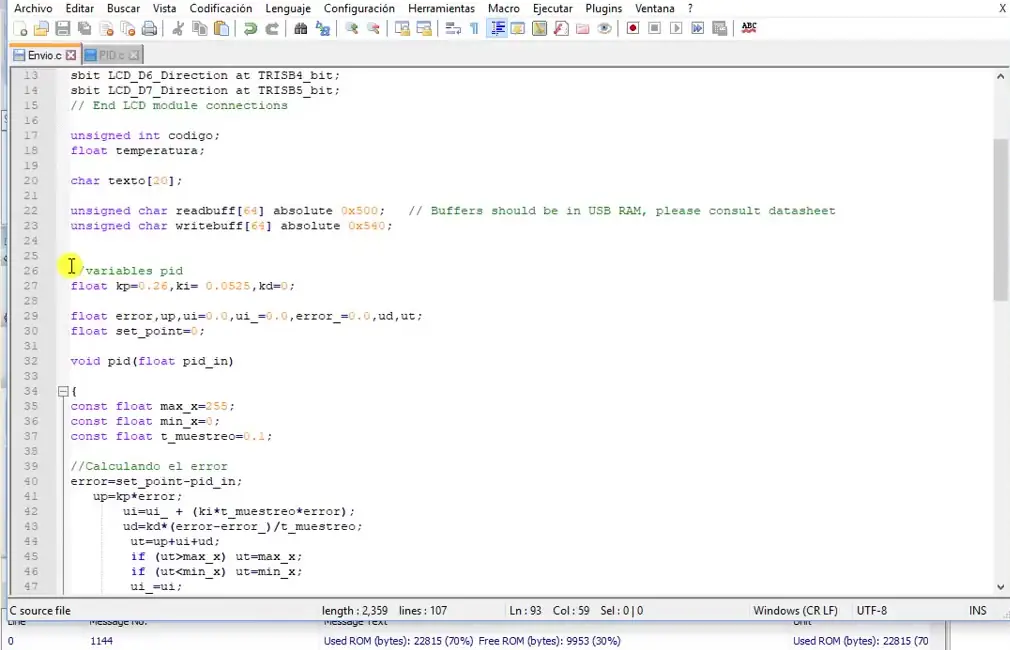 Archivo Editar Buscar Vista Codificación Lenguaje Configuración Herramientas Macro Ejecutar Plugins Ventana ? X
ABC
Envio.c PID.c
13 sbit LCD_D6_Direction at TRISB4_bit;
14 sbit LCD_D7_Direction at TRISB5_bit;
15 // End LCD module connections
16
17 unsigned int codigo;
18 float temperatura;
19
20 char texto[20];
21
22 unsigned char readbuff[64] absolute 0x500; // Buffers should be in USB RAM, please consult datasheet
23 unsigned char writebuff[64] absolute 0x540;
24
25
26 /variables pid
27 float kp=0.26,ki= 0.0525,kd=0;
28
29 float error,up,ui=0.0,ui_=0.0,error_=0.0,ud,ut;
30 float set_point=0;
31
32 void pid(float pid_in)
33
34 {
35 const float max_x=255;
36 const float min_x=0;
37 const float t_muestreo=0.1;
38
39 //Calculando el error
40 error=set_point-pid_in;
41 up=kp*error;
42 ui=ui_ + (ki*t_muestreo*error);
43 ud=kd*(error-error_)/t_muestreo;
44 ut=up+ui+ud;
45 if (ut>max_x) ut=max_x;
46 if (ut<min_x) ut=min_x;
47 ui_=ui;
C source file length : 2,359 lines : 107 Ln : 93 Col : 59 Sel : 0 | 0 Windows (CR LF) UTF-8 INS
Line Message No. Message Text Unit
0 1144 Used ROM (bytes): 22815 (70%) Free ROM (bytes): 9953 (30%) Used ROM (bytes): 22815 (70